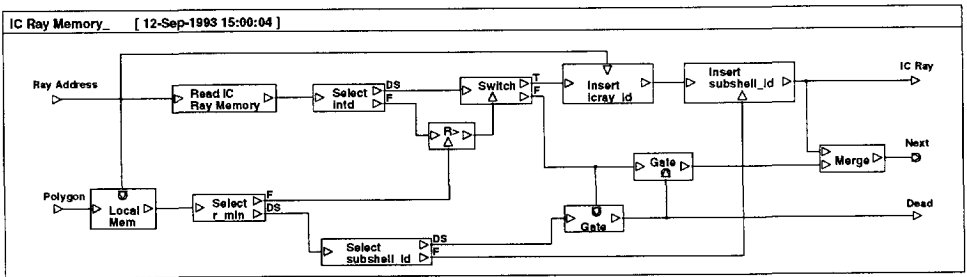 IC Ray Memory_ [ 12-Sep-1993 15:00:04 ]
Ray Address
Read IC
Ray Memory
Select
intd
DS
F
Switch
T
F
Insert
icray_id
Insert
subshell_id
IC Ray
R>
Gate
Merge
Next
Polygon
Local
Mem
Select
r_min
F
DS
Gate
Dead
Select
subshell_id
DS
F